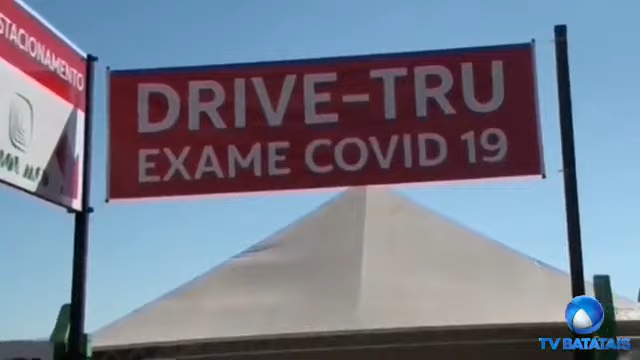 STACIONAMENTO
DRIVE-TRU
EXAME COVID 19
TV BATATAIS